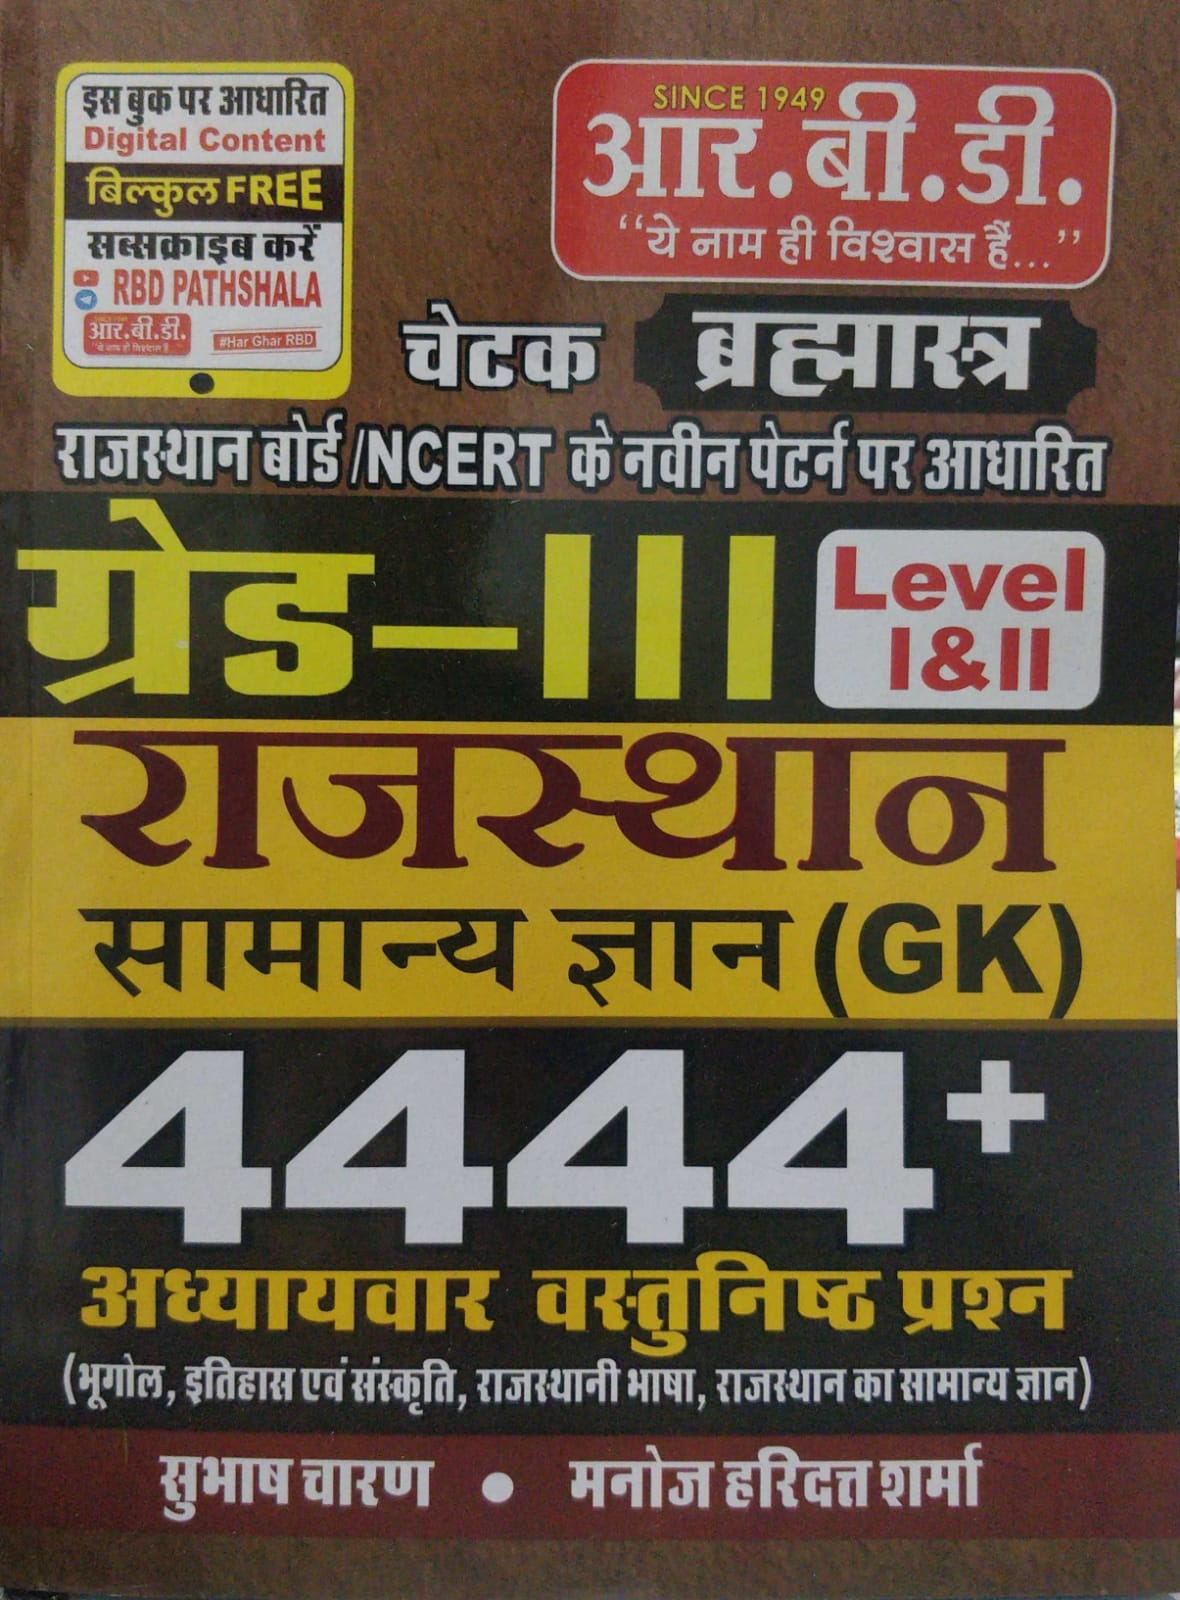 इस बुक पर आधारित
Digital Content
बिल्कुल FREE
सब्सक्राइब करें
RBD PATHSHALA
SINCE 1949
आर.बी.डी.
"ये नाम ही विश्वास है"
#Har Ghar RBD
SINCE 1949
आर.बी.डी.
“ये नाम ही विश्वास हैं...”
चेटक ब्रह्मास्त्र
राजस्थान बोर्ड/NCERT के नवीन पेटर्न पर आधारित
ग्रेड–III
Level
I&II
राजस्थान
सामान्य ज्ञान (GK)
4444+
अध्यायवार वस्तुनिष्ठ प्रश्न
(भूगोल, इतिहास एवं संस्कृति, राजस्थानी भाषा, राजस्थान का सामान्य ज्ञान)
सुभाष चारण • मनोज हरिदत्त शर्मा